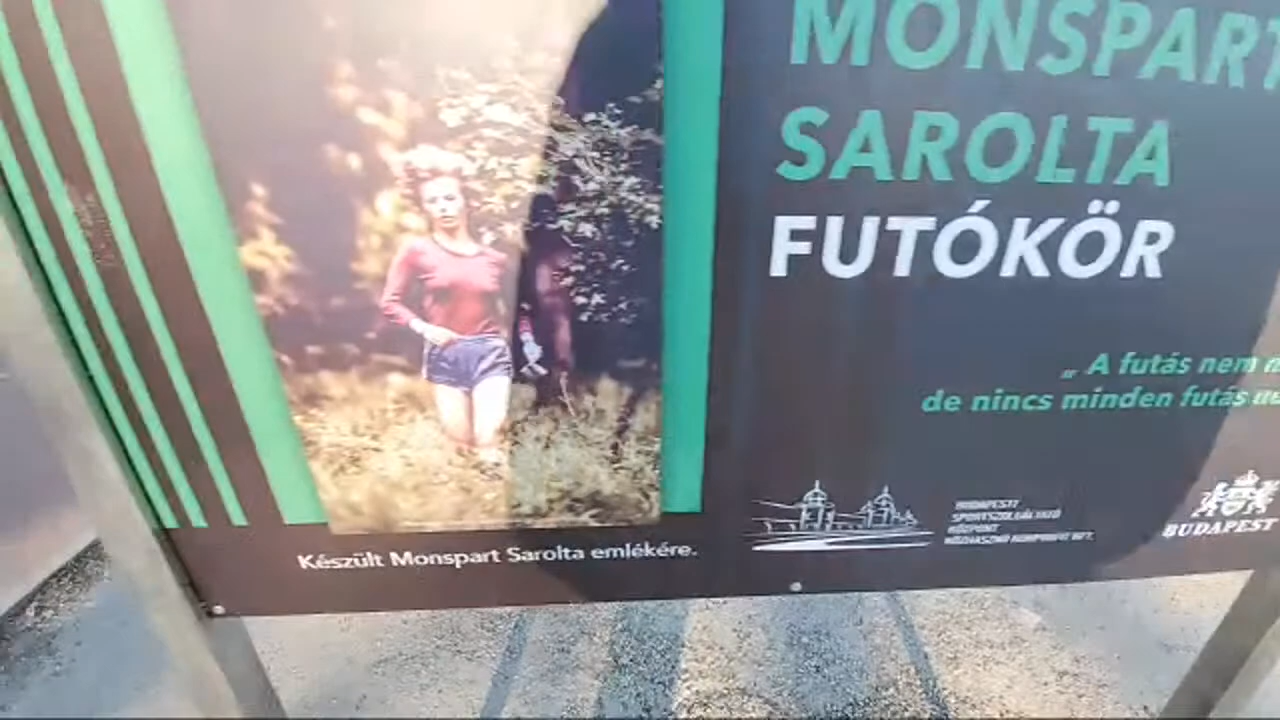 MONSPART
SAROLTA
FUTÓKÖR
„ A futás nem
de nincs minden futás
BUDAPESTI
SPORTSZOLGÁLTATÓ
KÖZPONT
KÖZHASZNÚ NONPROFIT KFT.
BUDAPEST
Készült Monspart Sarolta emlékére.